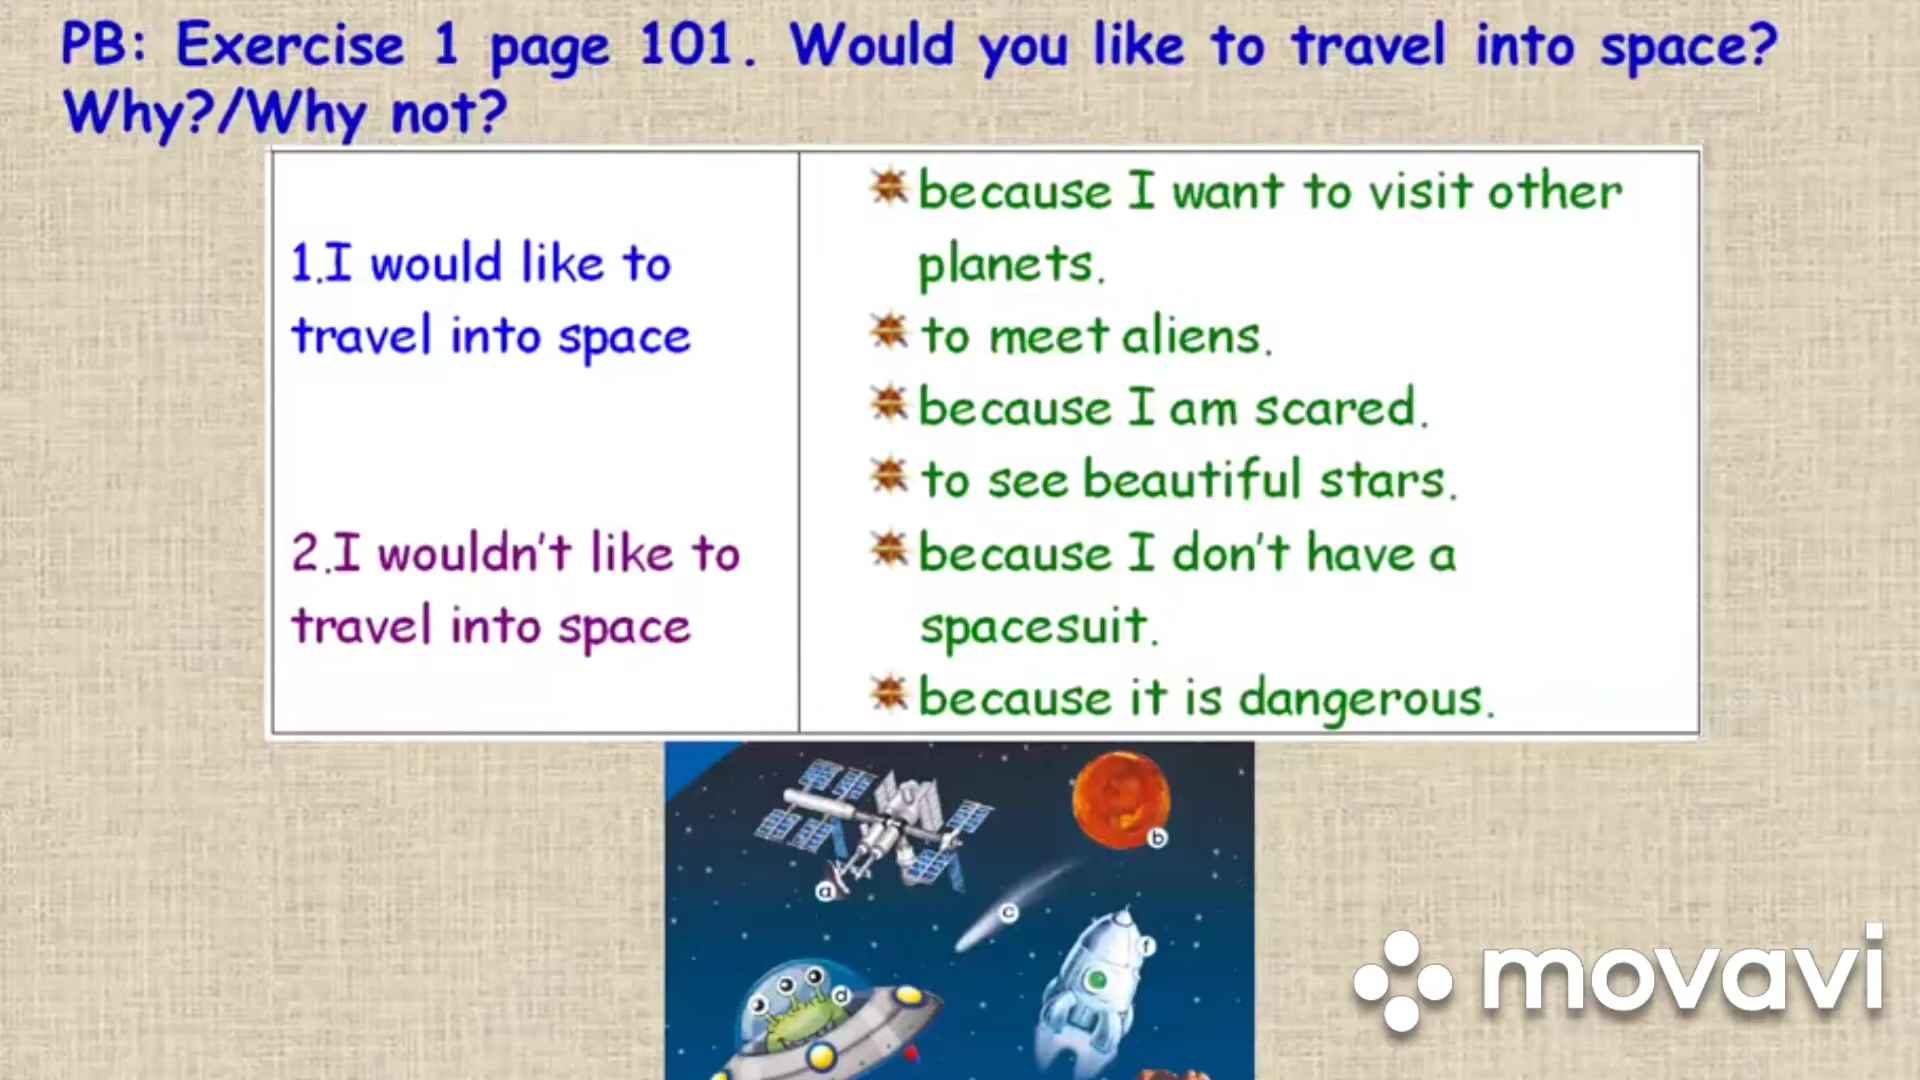 PB: Exercise 1 page 101. Would you like to travel into space?
Why?/Why not?
1.I would like to
travel into space
2.I wouldn't like to
travel into space
because I want to visit other
planets.
to meet aliens.
because I am scared.
to see beautiful stars.
because I don't have a
spacesuit.
because it is dangerous.
a
b
c
d
f
movavi